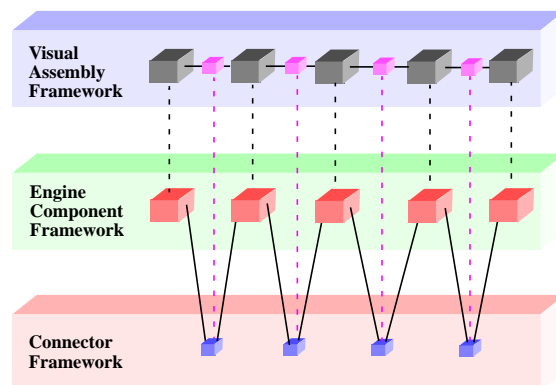 Visual
Assembly
Framework
Engine
Component
Framework
Connector
Framework